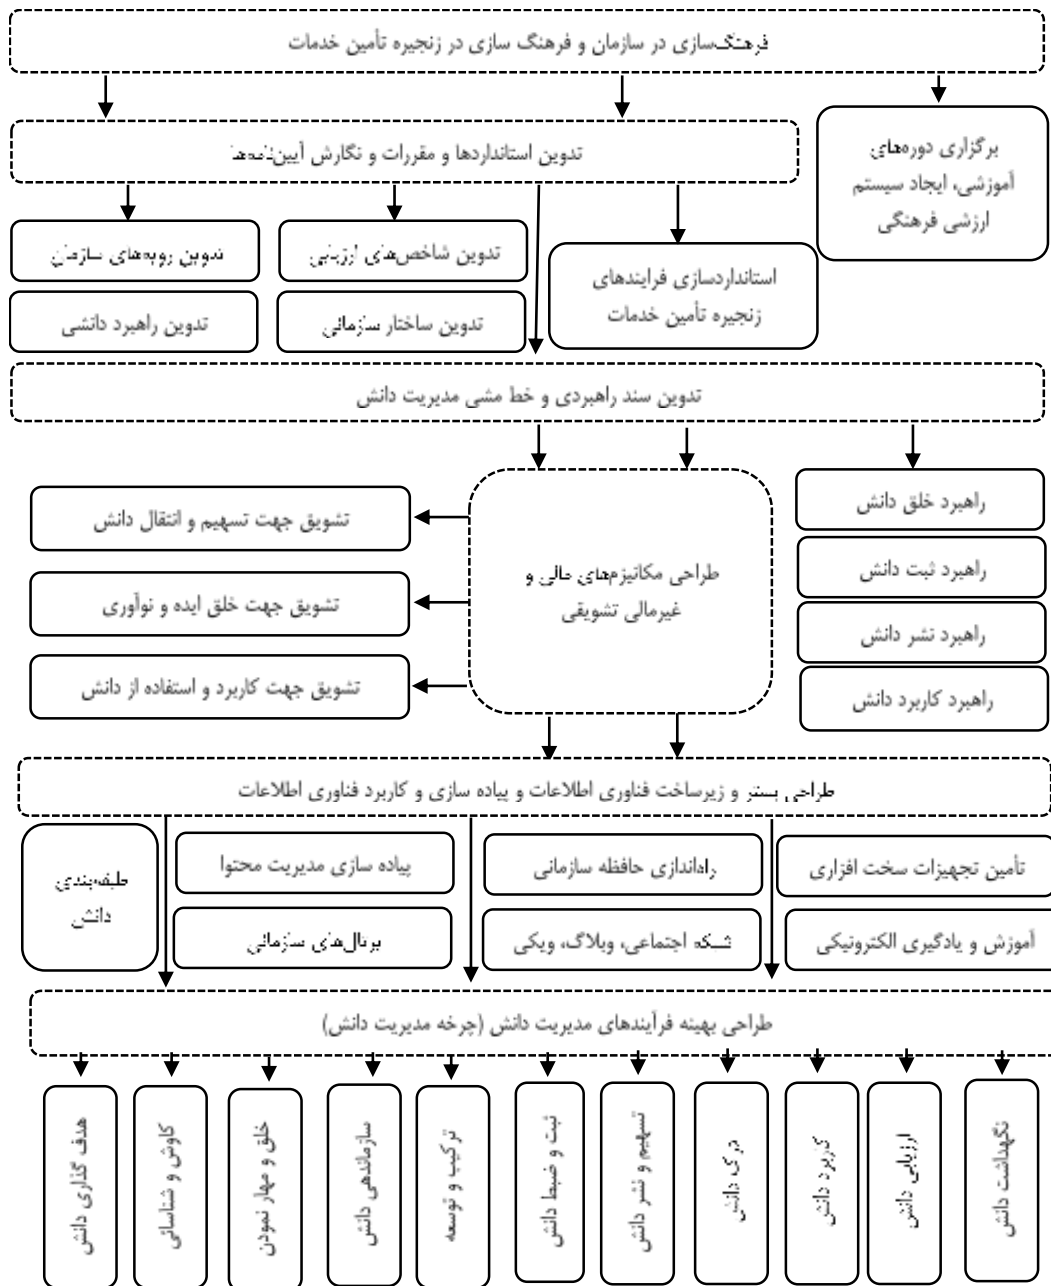 فرهنگ‌سازی در سازمان و فرهنگ سازی در زنجیره تأمین خدمات
برگزاری دوره‌های
آموزشی، ایجاد سیستم
ارزشی فرهنگی
تدوین استانداردها و مقررات و نگارش آیین‌نامه‌ها
استانداردسازی فرایندهای
زنجیره تأمین خدمات
تدوین شاخص‌های ارزیابی
تدوین رویه‌های سازمان
تدوین ساختار سازمانی
تدوین راهبرد دانشی
تدوین سند راهبردی و خط مشی مدیریت دانش
راهبرد خلق دانش
راهبرد ثبت دانش
راهبرد نشر دانش
راهبرد کاربرد دانش
طراحی مکانیزم‌های مالی و
غیرمالی تشویقی
تشویق جهت تسهیم و انتقال دانش
تشویق جهت خلق ایده و نوآوری
تشویق جهت کاربرد و استفاده از دانش
طراحی بستر و زیرساخت فناوری اطلاعات و پیاده سازی و کاربرد فناوری اطلاعات
تأمین تجهیزات سخت افزاری
راه‌اندازی حافظه سازمانی
پیاده سازی مدیریت محتوا
طبقه‌بندی
دانش
آموزش و یادگیری الکترونیکی
شبکه اجتماعی، وبلاگ، ویکی
پرتال‌های سازمانی
طراحی بهینه فرآیندهای مدیریت دانش (چرخه مدیریت دانش)
نگهداشت دانش
ارزیابی دانش
کاربرد دانش
درک دانش
تسهیم و نشر دانش
ثبت و ضبط دانش
ترکیب و توسعه
سازماندهی دانش
خلق و مهار نمودن
کاوش و شناسائی
هدف گذاری دانش